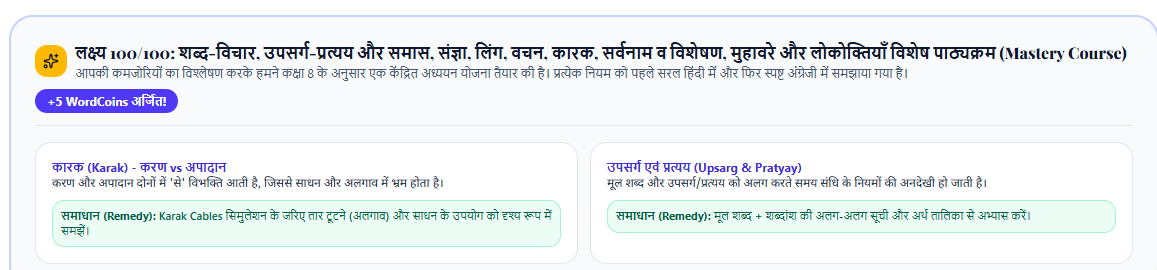 लक्ष्य 100/100: शब्द-विचार, उपसर्ग-प्रत्यय और समास, संज्ञा, लिंग, वचन, कारक, सर्वनाम व विशेषण, मुहावरे और लोकोक्तियाँ विशेष पाठ्यक्रम (Mastery Course)
आपकी कमजोरियों का विश्लेषण करके हमने कक्षा 8 के अनुसार एक केंद्रित अध्ययन योजना तैयार की है। प्रत्येक नियम को पहले सरल हिंदी में और फिर स्पष्ट अंग्रेजी में समझाया गया है।
+5 WordCoins अर्जित!
कारक (Karak) - करण vs अपादान
करण और अपादान दोनों में 'से' विभक्ति आती है, जिससे साधन और अलगाव में भ्रम होता है।
समाधान (Remedy): Karak Cables सिमुलेशन के जरिए तार टूटने (अलगाव) और साधन के उपयोग को दृश्य रूप में
समझें।
उपसर्ग एवं प्रत्यय (Upsarg & Pratyay)
मूल शब्द और उपसर्ग/प्रत्यय को अलग करते समय संधि के नियमों की अनदेखी हो जाती है।
समाधान (Remedy): मूल शब्द + शब्दांश की अलग-अलग सूची और अर्थ तालिका से अभ्यास करें।